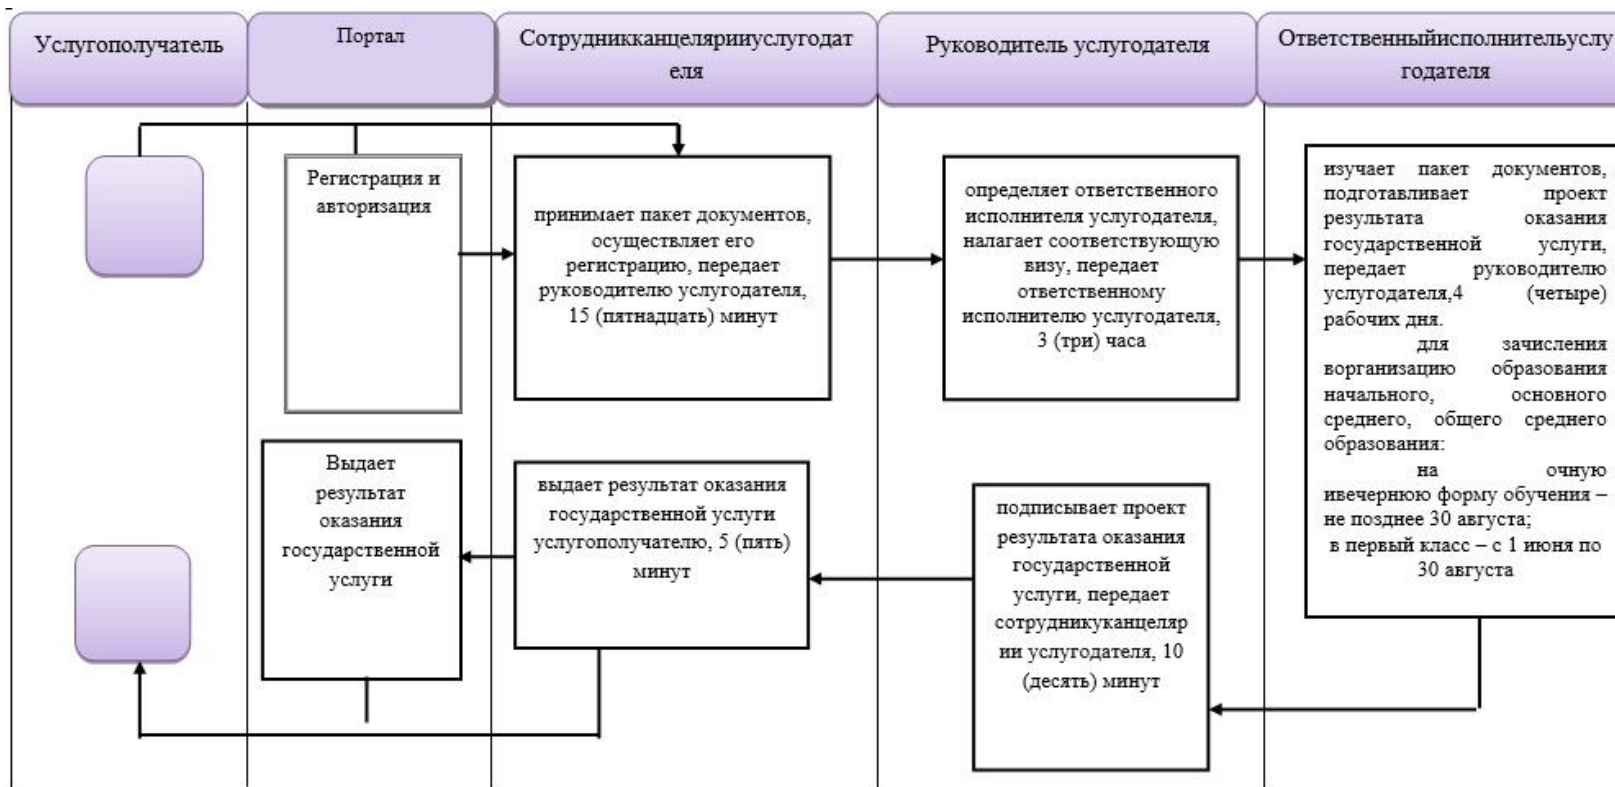 Услугополучатель
Портал
Сотрудникканцелярииуслугодат
еля
Руководитель услугодателя
Ответственныйисполнительуслу
годателя
Регистрация и
авторизация
принимает пакет документов,
осуществляет его
регистрацию, передает
руководителю услугодателя,
15 (пятнадцать) минут
определяет ответственного
исполнителя услугодателя,
налагает соответствующую
визу, передает
ответственному
исполнителю услугодателя,
3 (три) часа
изучает пакет документов,
подготавливает проект
результата оказания
государственной услуги,
передает руководителю
услугодателя,4 (четыре)
рабочих дня.
для зачисления
ворганизацию образования
начального, основного
среднего, общего среднего
образования:
на очную
ивечернюю форму обучения –
не позднее 30 августа;
в первый класс – с 1 июня по
30 августа
Выдает
результат
оказания
государственной
услуги
выдает результат оказания
государственной услуги
услугополучателю, 5 (пять)
минут
подписывает проект
результата оказания
государственной
услуги, передает
сотрудникуканцеляр
ии услугодателя, 10
(десять) минут